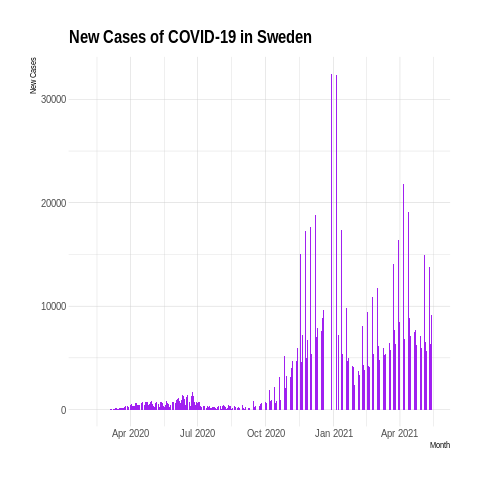 New Cases of COVID-19 in Sweden
New Cases
30000
20000
10000
0
Apr 2020 Jul 2020 Oct 2020 Jan 2021 Apr 2021
Month